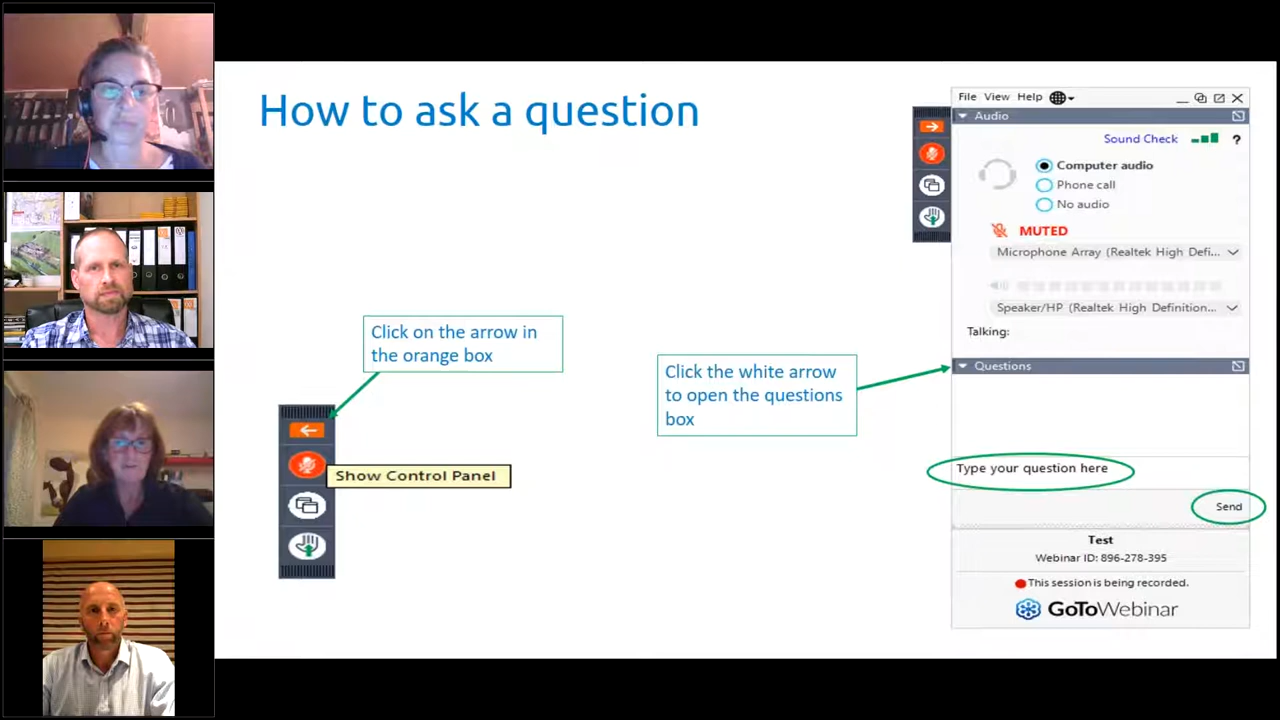 How to ask a question
Click on the arrow in
the orange box
Show Control Panel
Click the white arrow
to open the questions
box
File View Help
Audio
Sound Check
?
Computer audio
Phone call
No audio
MUTED
Microphone Array (Realtek High Defi...
Speaker/HP (Realtek High Definition...
Talking:
Questions
Type your question here
Send
Test
Webinar ID: 896-278-395
This session is being recorded.
GoToWebinar